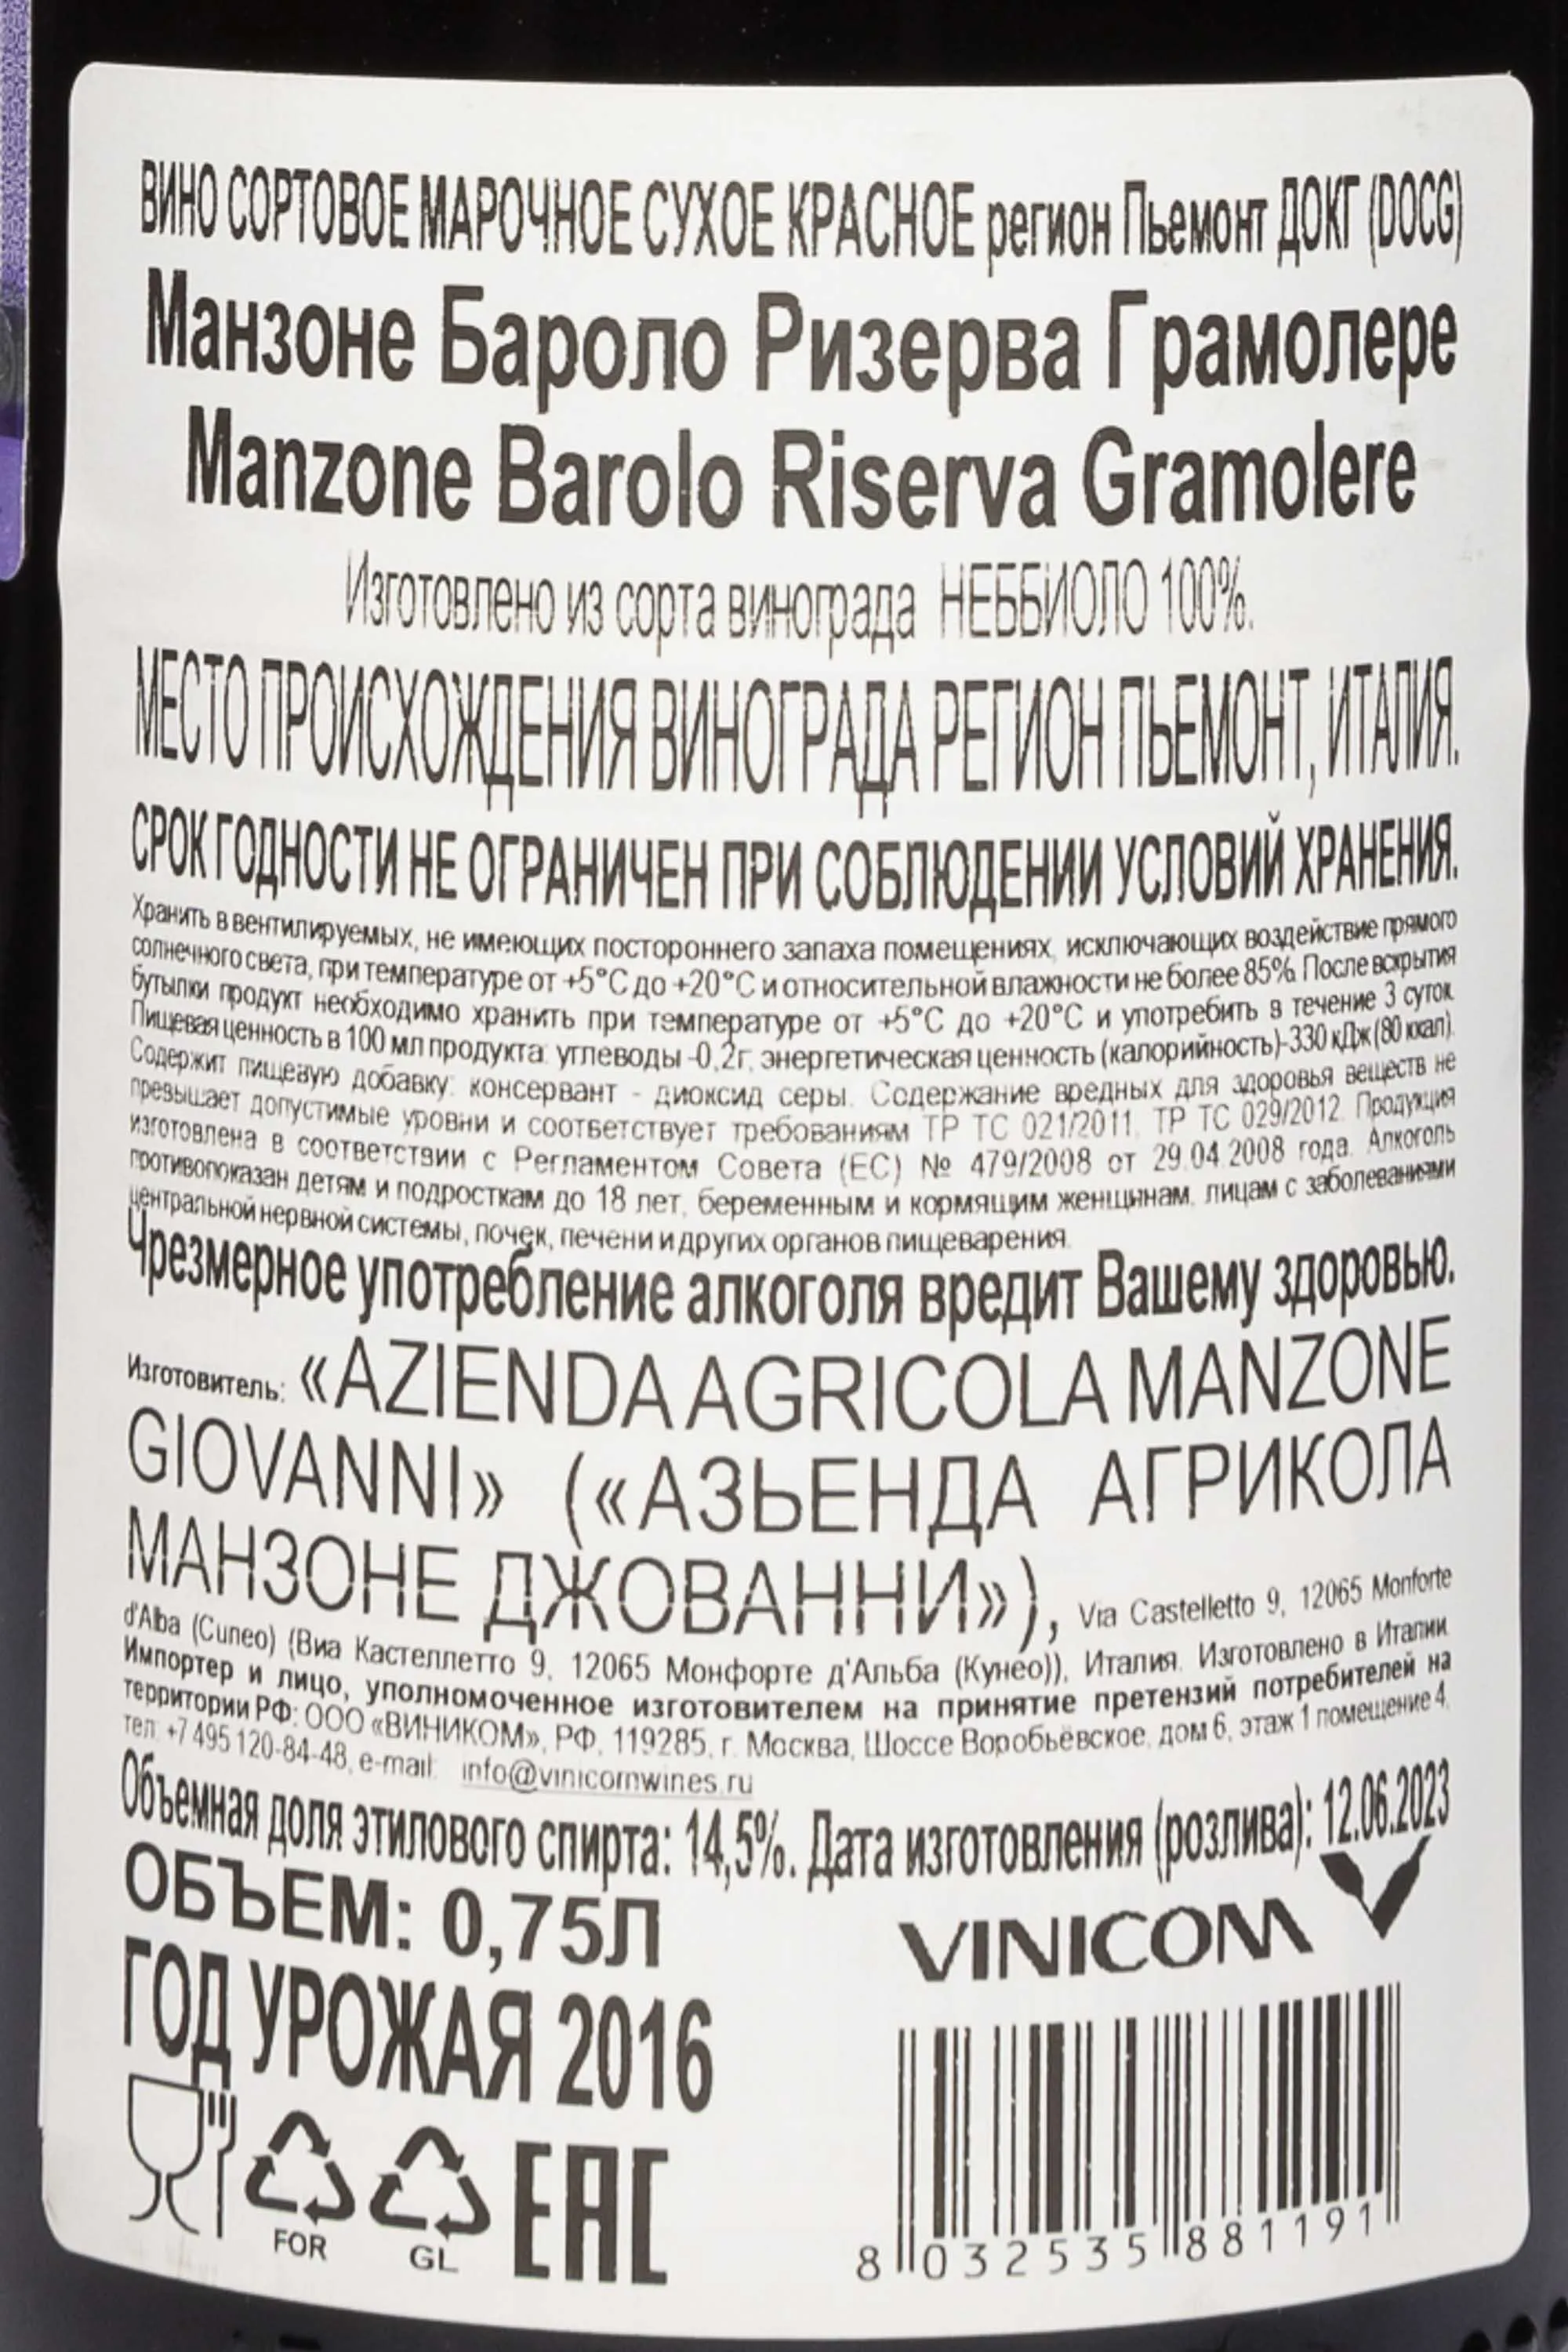 ВИНО СОРТОВОЕ МАРОЧНОЕ СУХОЕ КРАСНОЕ регион Пьемонт ДОКГ (DOCG)
Манзоне Бароло Ризерва Грамолере
Manzone Barolo Riserva Gramolere
Изготовлено из сорта винограда НЕББИОЛО 100%.
МЕСТО ПРОИСХОЖДЕНИЯ ВИНОГРАДА РЕГИОН ПЬЕМОНТ, ИТАЛИЯ.
СРОК ГОДНОСТИ НЕ ОГРАНИЧЕН ПРИ СОБЛЮДЕНИИ УСЛОВИЙ ХРАНЕНИЯ.
Хранить в вентилируемых, не имеющих постороннего запаха помещениях, исключающих воздействие прямого
солнечного света, при температуре от +5°С до +20°С и относительной влажности не более 85%. После вскрытия
бутылки продукт необходимо хранить при температуре от +5°С до +20°С и употребить в течение 3 суток.
Пищевая ценность в 100 мл продукта: углеводы -0,2г, энергетическая ценность (калорийность)-330 кДж (80 ккал).
Содержит пищевую добавку: консервант - диоксид серы. Содержание вредных для здоровья веществ не
превышает допустимые уровни и соответствует требованиям ТР ТС 021/2011, ТР ТС 029/2012. Продукция
изготовлена в соответствии с Регламентом Совета (ЕС) № 479/2008 от 29.04.2008 года. Алкоголь
противопоказан детям и подросткам до 18 лет, беременным и кормящим женщинам, лицам с заболеваниями
центральной нервной системы, почек, печени и других органов пищеварения.
Чрезмерное употребление алкоголя вредит Вашему здоровью.
Изготовитель: «AZIENDA AGRICOLA MANZONE
GIOVANNI» («АЗЬЕНДА АГРИКОЛА
МАНЗОНЕ ДЖОВАННИ»), Via Castelletto 9, 12065 Monforte
d'Alba (Cuneo) (Виа Кастеллетто 9, 12065 Монфорте д'Альба (Кунео)), Италия. Изготовлено в Италии.
Импортер и лицо, уполномоченное изготовителем на принятие претензий потребителей на
территории РФ: ООО «ВИНИКОМ», РФ, 119285, г. Москва, Шоссе Воробьёвское, дом 6, этаж 1 помещение 4,
тел: +7 495 120-84-48, e-mail: info@vinicomwines.ru
Объемная доля этилового спирта: 14,5%. Дата изготовления (розлива): 12.06.2023
ОБЪЕМ: 0,75Л
VINICOM
ГОД УРОЖАЯ 2016
FOR
GL
EAC
8 032535 881191